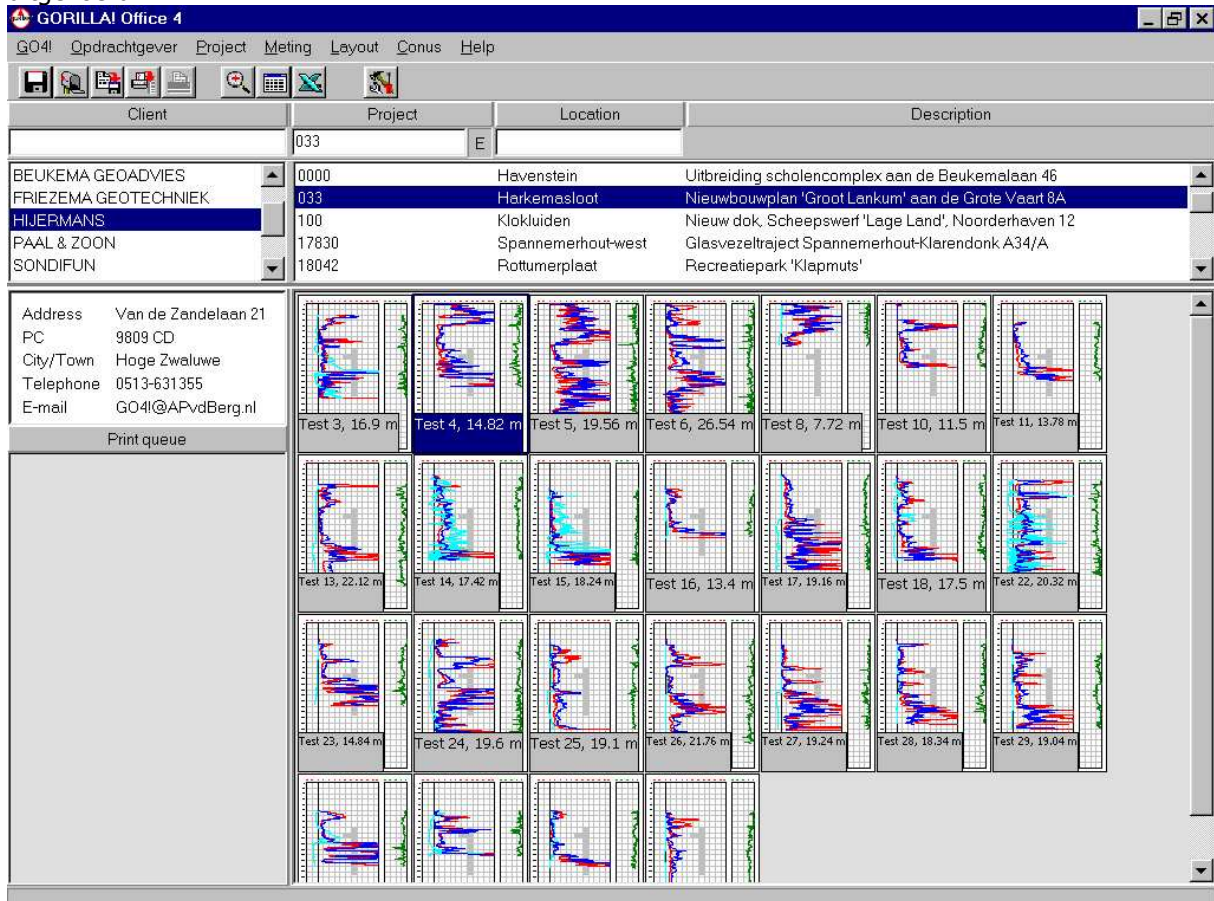 GORILLA! Office 4
GO4! Opdrachtgever Project Meting Layout Conus Help
Client Project Location Description
033 E
BEUKEMA GEOADVIES
FRIEZEMA GEOTECHNIEK
HIJERMANS
PAAL & ZOON
SONDIFUN
0000 Havenstein Uitbreiding scholencomplex aan de Beukemalaan 46
033 Harkemasloot Nieuwbouwplan 'Groot Lankum' aan de Grote Vaart 8A
100 Klokluiden Nieuw dok, Scheepswerf 'Lage Land', Noorderhaven 12
17830 Spannemerhout-west Glasvezeltraject Spannemerhout-Klarendonk A34/A
18042 Rottumerplaat Recreatiepark 'Klapmuts'
Address Van de Zandelaan 21
PC 9809 CD
City/Town Hoge Zwaluwe
Telephone 0513-631355
E-mail GO4!@APvdBerg.nl
Print queue
Test 3, 16.9 m Test 4, 14.82 m Test 5, 19.56 m Test 6, 26.54 m Test 8, 7.72 m Test 10, 11.5 m Test 11, 13.78 m
Test 13, 22.12 m Test 14, 17.42 m Test 15, 18.24 m Test 16, 13.4 m Test 17, 19.16 m Test 18, 17.5 m Test 22, 20.32 m
Test 23, 14.84 m Test 24, 19.6 m Test 25, 19.1 m Test 26, 21.76 m Test 27, 19.24 m Test 28, 18.34 m Test 29, 19.04 m